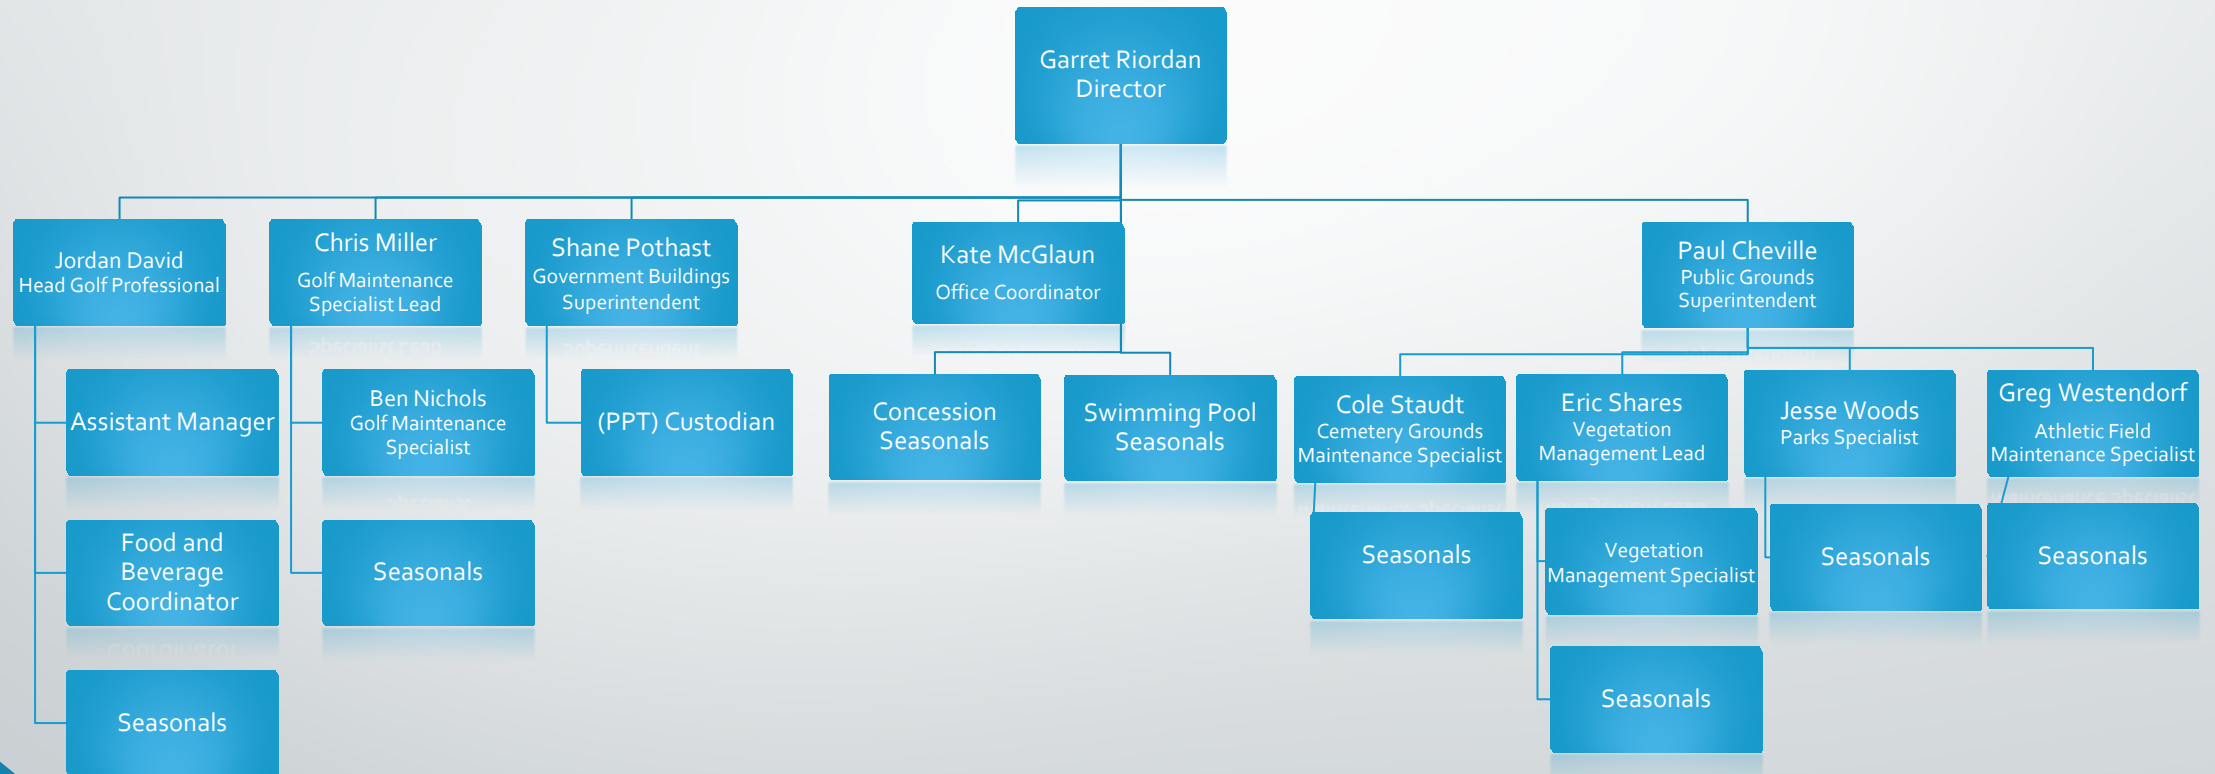 Garret Riordan
Director
Jordan David
Head Golf Professional
Chris Miller
Golf Maintenance
Specialist Lead
Shane Pothast
Government Buildings
Superintendent
Kate McGlaun
Office Coordinator
Paul Cheville
Public Grounds
Superintendent
Assistant Manager
Ben Nichols
Golf Maintenance
Specialist
(PPT) Custodian
Concession
Seasonals
Swimming Pool
Seasonals
Cole Staudt
Cemetery Grounds
Maintenance Specialist
Eric Shares
Vegetation
Management Lead
Jesse Woods
Parks Specialist
Greg Westendorf
Athletic Field
Maintenance Specialist
Food and
Beverage
Coordinator
Seasonals
Seasonals
Vegetation
Management Specialist
Seasonals
Seasonals
Seasonals
Seasonals